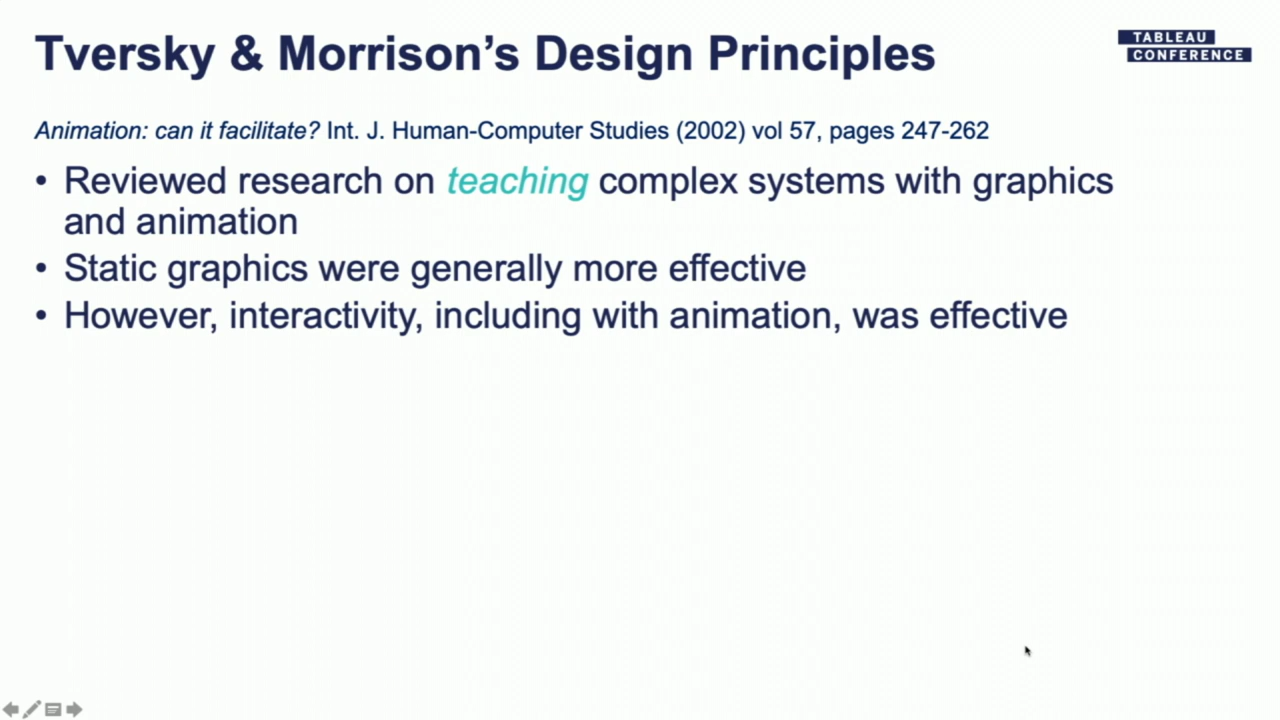 Tversky & Morrison’s Design Principles
TABLEAU
CONFERENCE
Animation: can it facilitate? Int. J. Human-Computer Studies (2002) vol 57, pages 247-262
• Reviewed research on teaching complex systems with graphics
and animation
• Static graphics were generally more effective
• However, interactivity, including with animation, was effective